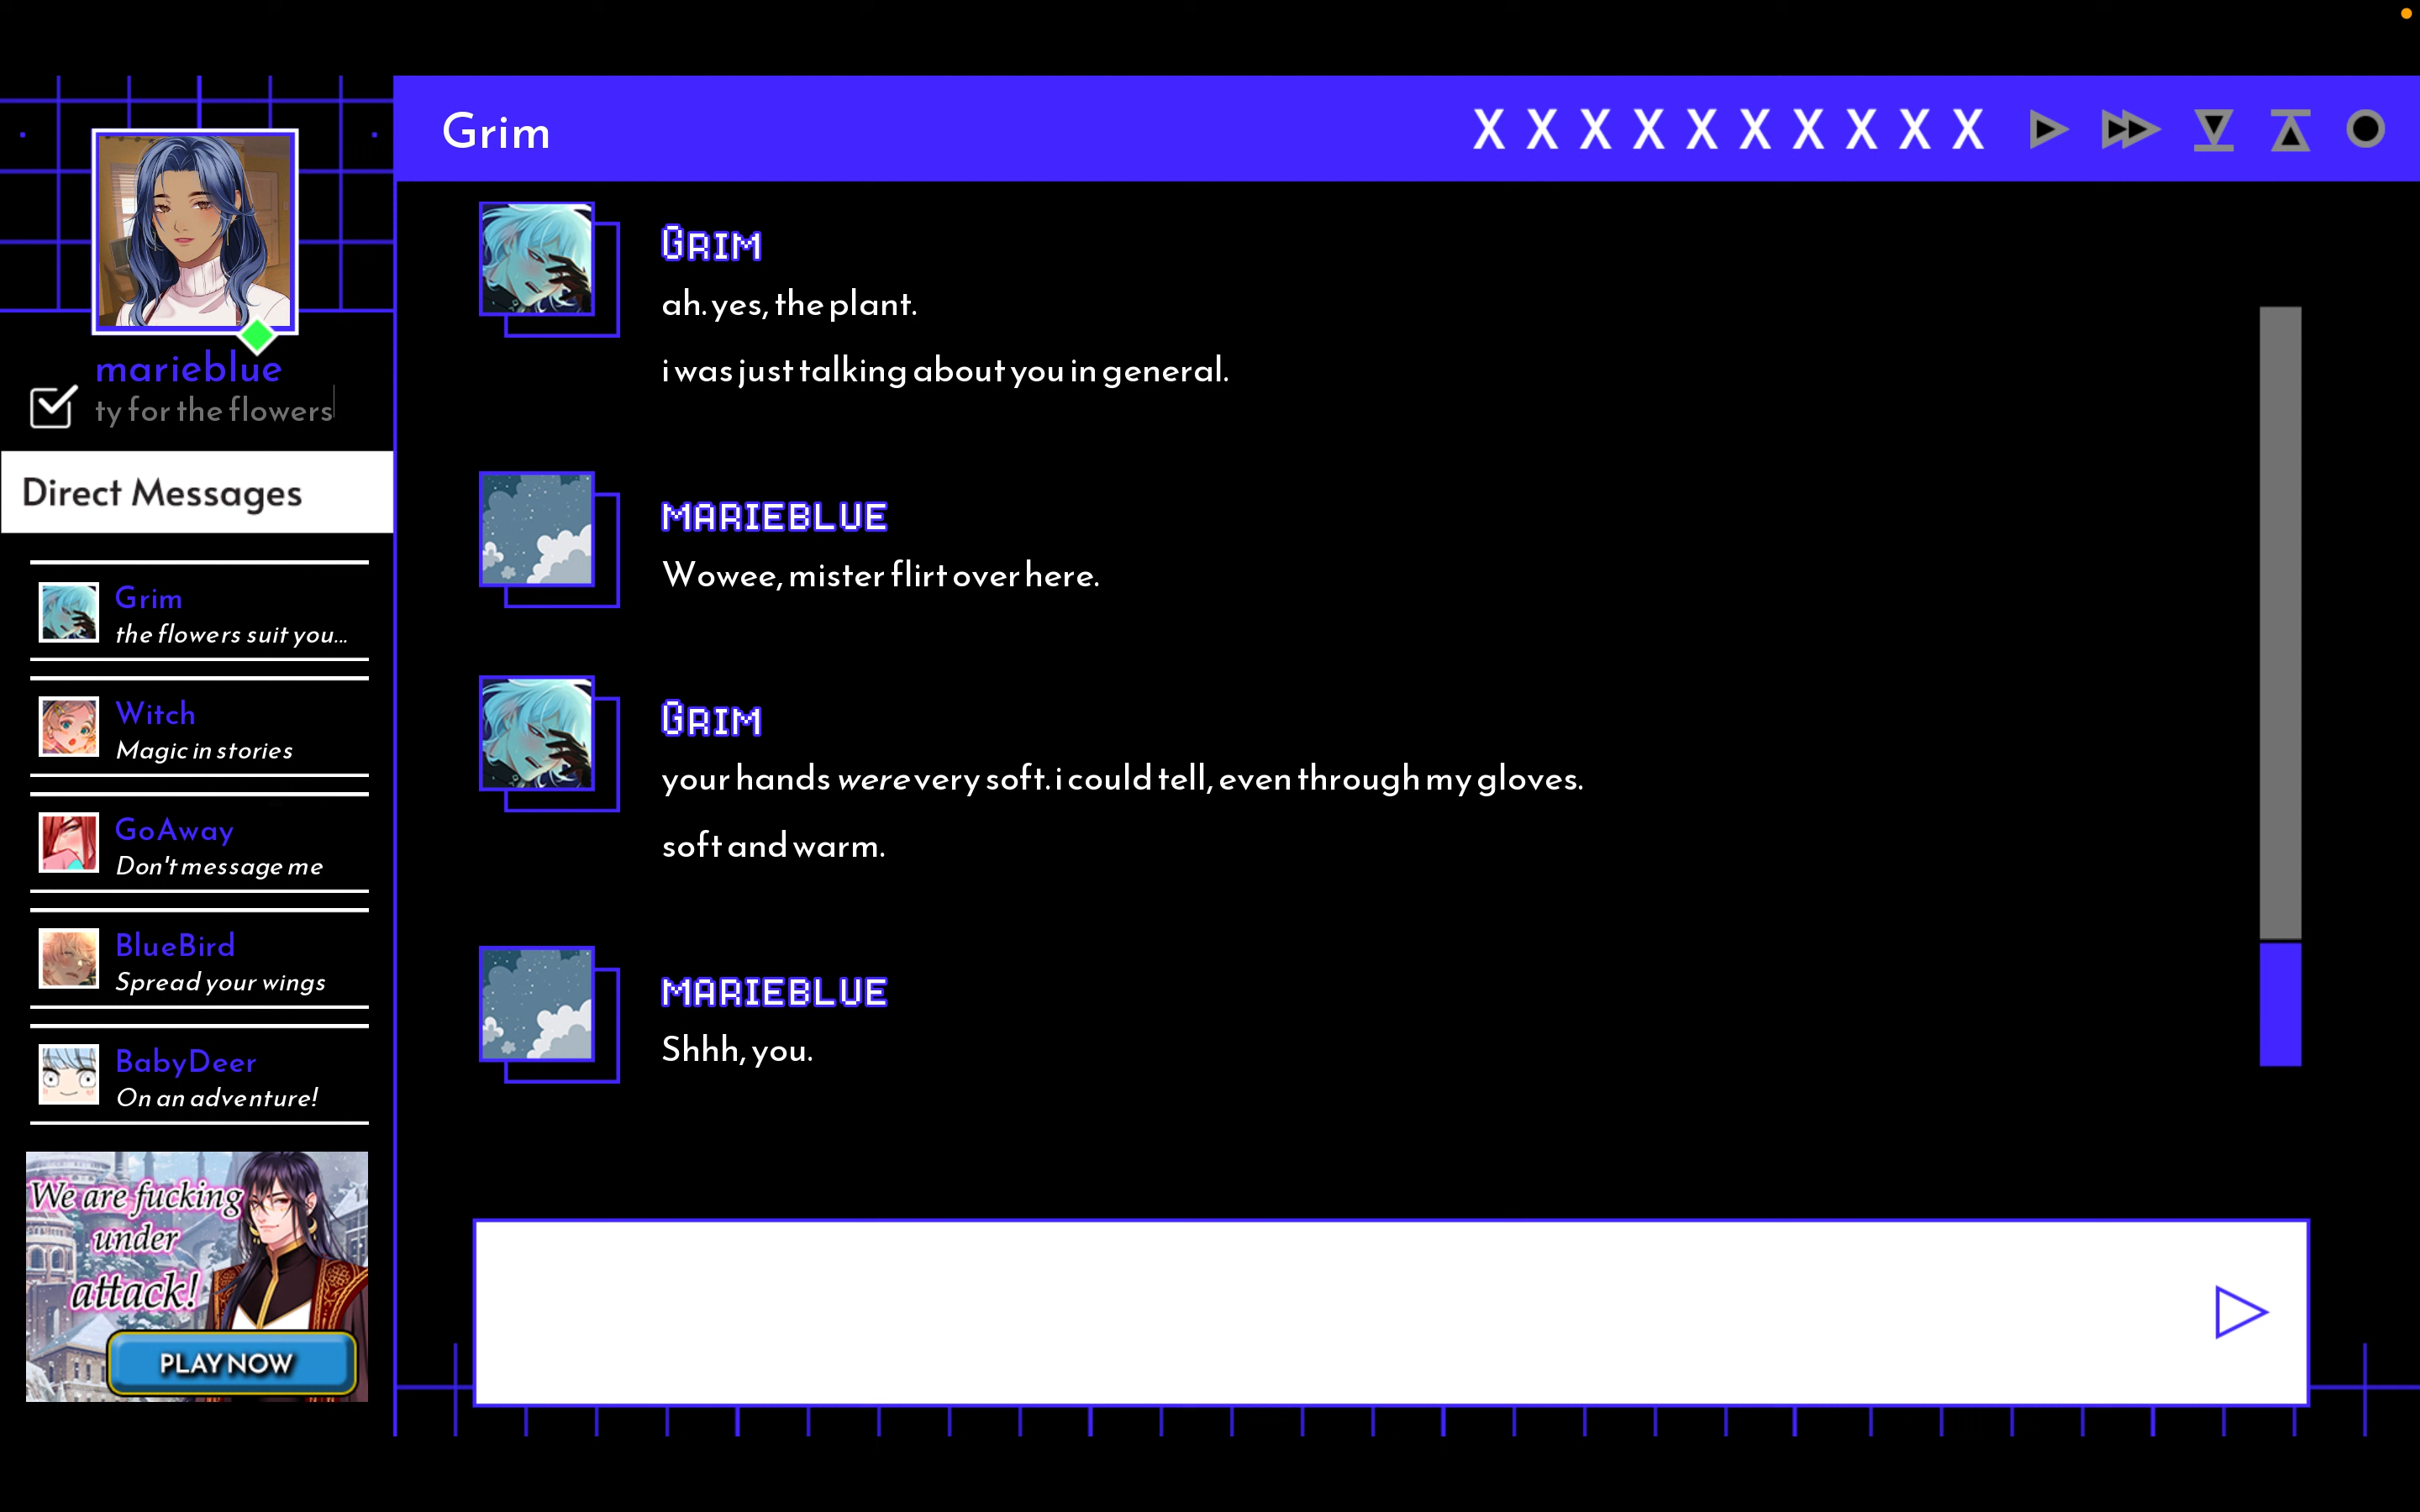 marieblue
ty for the flowers
Direct Messages
Grim
the flowers suit you...
Witch
Magic in stories
GoAway
Don't message me
BlueBird
Spread your wings
BabyDeer
On an adventure!
We are fucking
under
attack!
PLAY NOW
Grim
X X X X X X X X X X
Grim
ah. yes, the plant.
i was just talking about you in general.
marieblue
Wowee, mister flirt over here.
Grim
your hands were very soft. i could tell, even through my gloves.
soft and warm.
marieblue
Shhh, you.